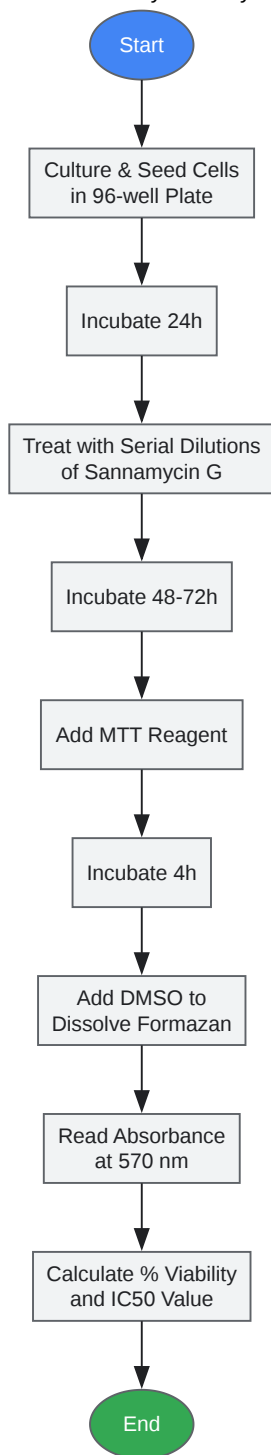 Start
Culture & Seed Cells
in 96-well Plate
Incubate 24h
Treat with Serial Dilutions
of Sannamycin G
Incubate 48-72h
Add MTT Reagent
Incubate 4h
Add DMSO to
Dissolve Formazan
Read Absorbance
at 570 nm
Calculate % Viability
and IC50 Value
End